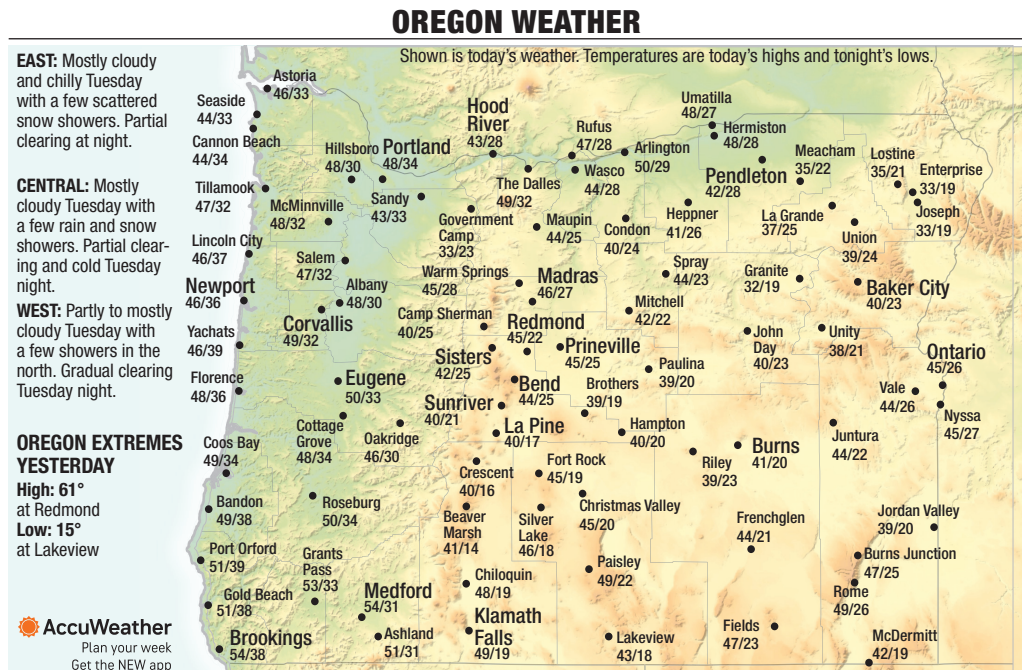 OREGON WEATHER
Shown is today's weather. Temperatures are today's highs and tonight's lows.
EAST: Mostly cloudy
and chilly Tuesday
with a few scattered
snow showers. Partial
clearing at night.
CENTRAL: Mostly
cloudy Tuesday with
a few rain and snow
showers. Partial clear-
ing and cold Tuesday
night.
WEST: Partly to mostly
cloudy Tuesday with
a few showers in the
north. Gradual clearing
Tuesday night.
OREGON EXTREMES
YESTERDAY
High: 61°
at Redmond
Low: 15°
at Lakeview
AccuWeather
Plan your week
Get the NEW app
Astoria
46/33
Seaside
44/33
Cannon Beach
44/34
Hillsboro
48/30
Portland
48/34
Hood
River
43/28
Rufus
47/28
Umatilla
48/27
Hermiston
48/28
Arlington
50/29
Meacham
35/22
Lostine
35/21
Enterprise
33/19
Joseph
33/19
Tillamook
47/32
McMinnville
48/32
Sandy
43/33
The Dalles
49/32
Wasco
44/28
Pendleton
42/28
Government
Camp
33/23
Maupin
44/25
Condon
40/24
Heppner
41/26
La Grande
37/25
Union
39/24
Lincoln City
46/37
Salem
47/32
Warm Springs
45/28
Madras
46/27
Spray
44/23
Granite
32/19
Baker City
40/23
Newport
46/36
Albany
48/30
Corvallis
49/32
Camp Sherman
40/25
Redmond
45/22
Mitchell
42/22
Yachats
46/39
Sisters
42/25
Prineville
45/25
John
Day
40/23
Unity
38/21
Ontario
45/26
Florence
48/36
Eugene
50/33
Bend
44/25
Brothers
39/19
Paulina
39/20
Vale
44/26
Nyssa
45/27
Sunriver
40/21
Cottage
Grove
48/34
Oakridge
46/30
La Pine
40/17
Hampton
40/20
Burns
41/20
Juntura
44/22
Coos Bay
49/34
Crescent
40/16
Fort Rock
45/19
Riley
39/23
Bandon
49/38
Roseburg
50/34
Beaver
Marsh
41/14
Silver
Lake
46/18
Christmas Valley
45/20
Frenchglen
44/21
Jordan Valley
39/20
Port Orford
51/39
Grants
Pass
53/33
Chiloquin
48/19
Paisley
49/22
Burns Junction
47/25
Rome
49/26
Gold Beach
51/38
Medford
54/31
Klamath
Falls
49/19
Brookings
54/38
Ashland
51/31
Lakeview
43/18
Fields
47/23
McDermitt
42/19